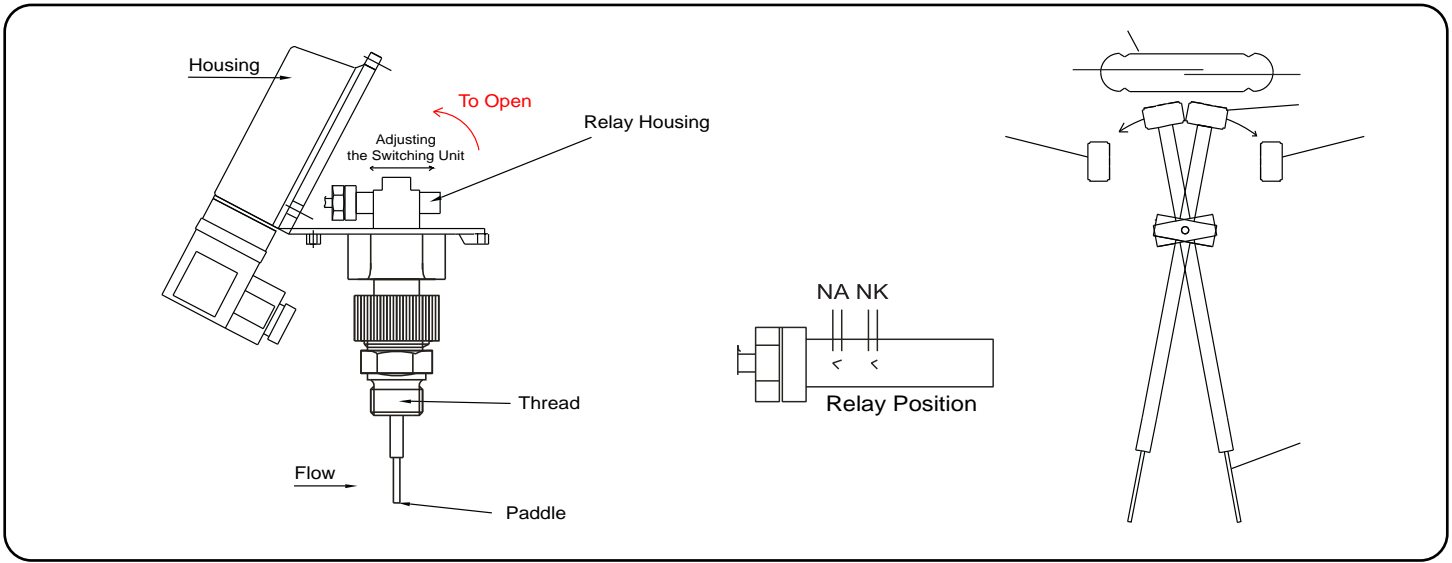 Housing
To Open
Relay Housing
Adjusting
the Switching Unit
Thread
Flow
Paddle
NA NK
Relay Position